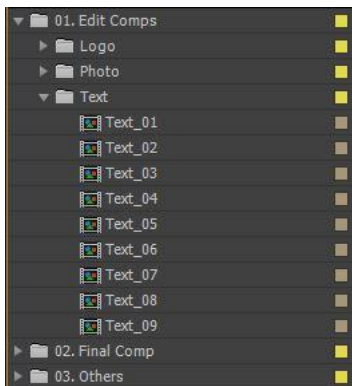 01. Edit Comps
Logo
Photo
Text
Text_01
Text_02
Text_03
Text_04
Text_05
Text_06
Text_07
Text_08
Text_09
02. Final Comp
03. Others